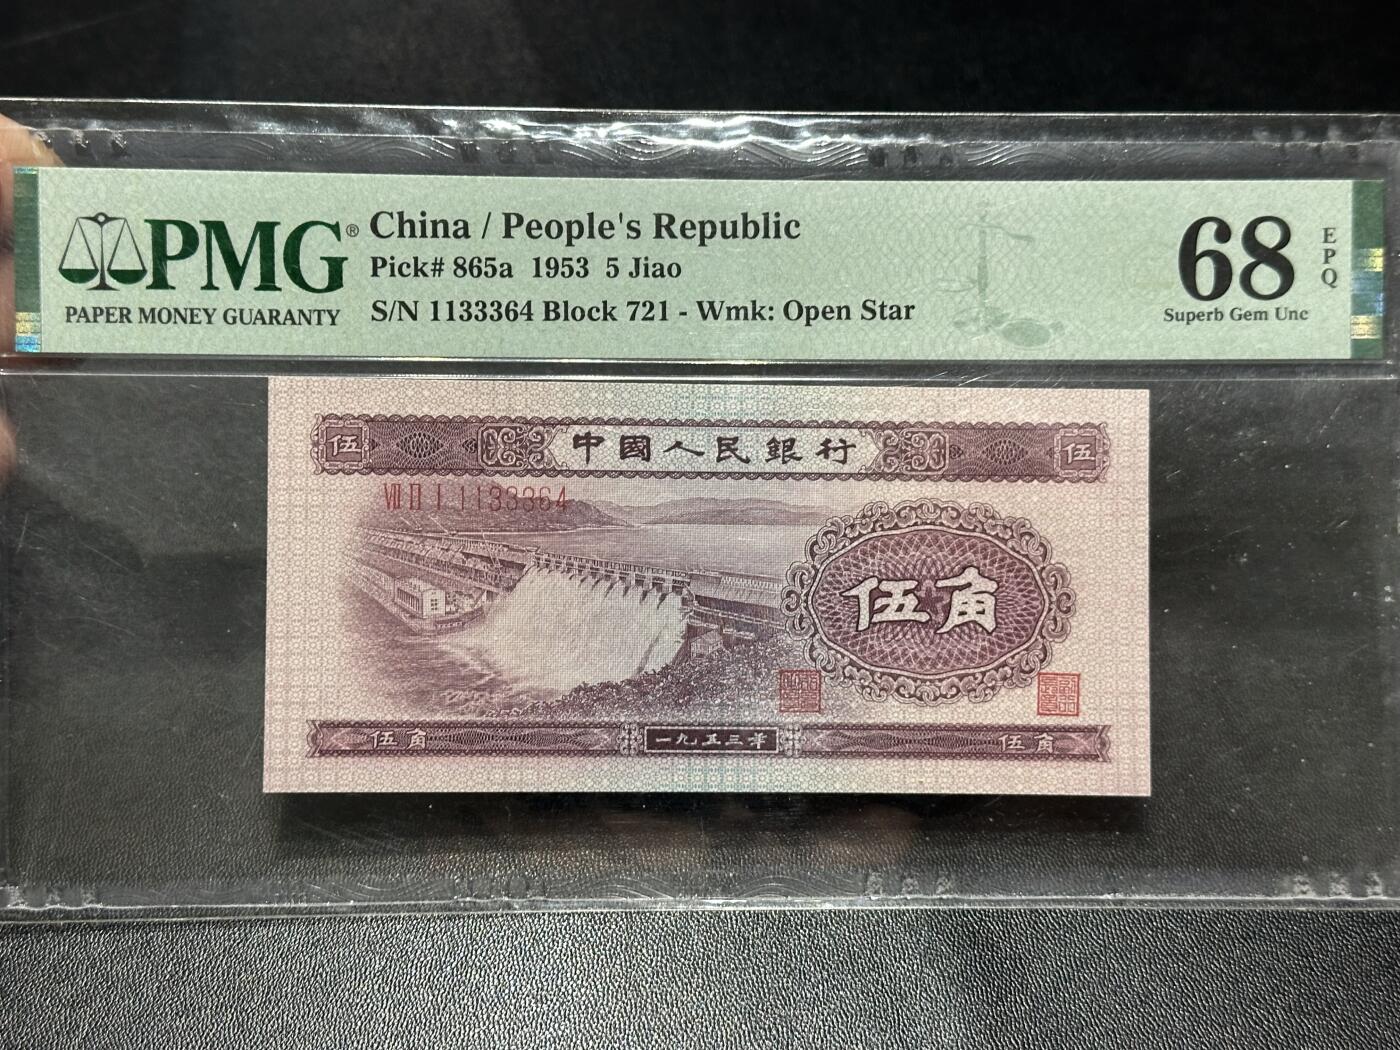 PMG®
PAPER MONEY GUARANTY
China / People's Republic
Pick# 865a 1953 5 Jiao
S/N 1133364 Block 721 - Wmk: Open Star
68
EPQ
Superb Gem Unc
伍 中國人民銀行 伍
VII II I 1133364
伍角
伍角 一九五三年 伍角